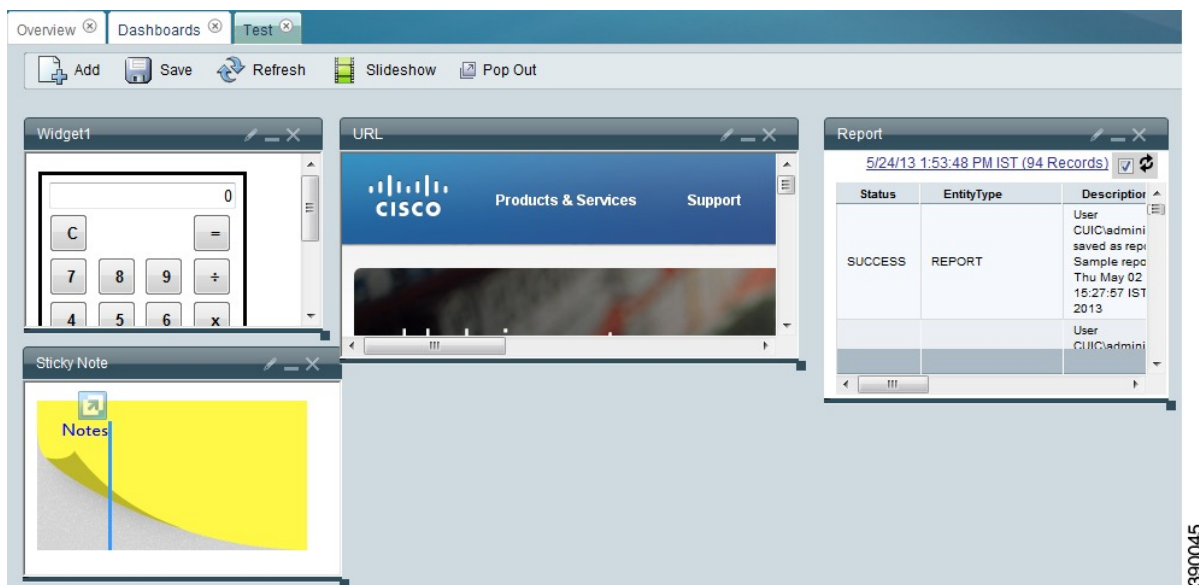 Overview Dashboards Test
Add Save Refresh Slideshow Pop Out
Widget1
0
C =
7 8 9 ÷
4 5 6 x
URL
CISCO Products & Services Support
Report
5/24/13 1:53:48 PM IST (94 Records)
Status EntityType Description
SUCCESS REPORT
User
CUIC\admini
saved as repo
Sample repo
Thu May 02
15:27:57 IST
2013
User
CUIC\admini
Sticky Note
Notes
390045